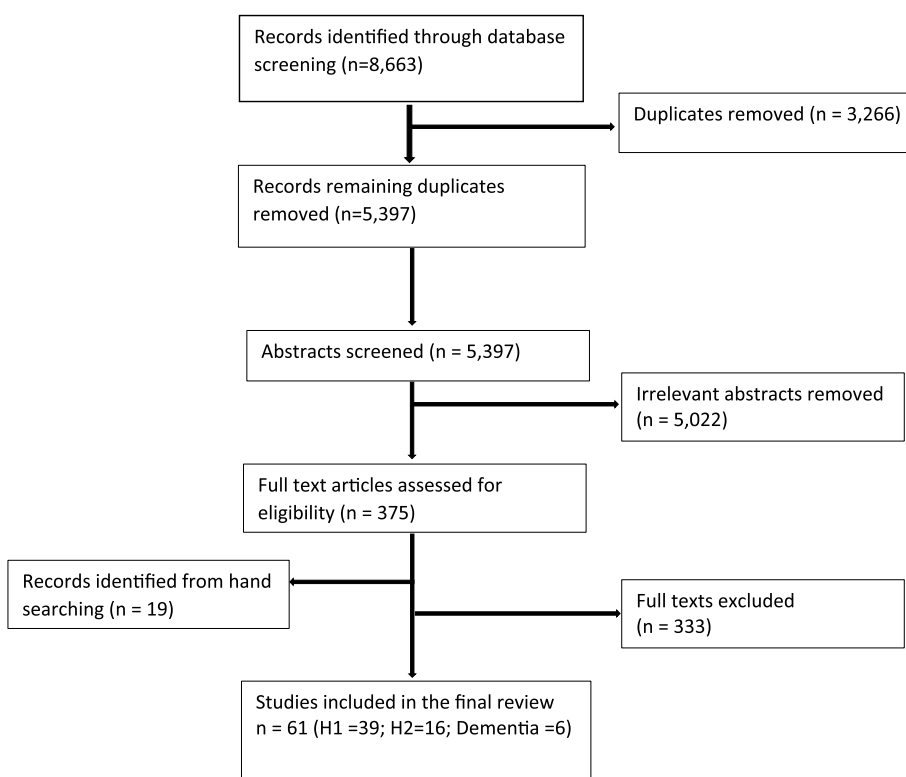 Records identified through database
screening (n=8,663)
Duplicates removed (n = 3,266)
Records remaining duplicates
removed (n=5,397)
Abstracts screened (n = 5,397)
Irrelevant abstracts removed
(n = 5,022)
Full text articles assessed for
eligibility (n = 375)
Records identified from hand
searching (n = 19)
Full texts excluded
(n = 333)
Studies included in the final review
n = 61 (H1 =39; H2=16; Dementia =6)